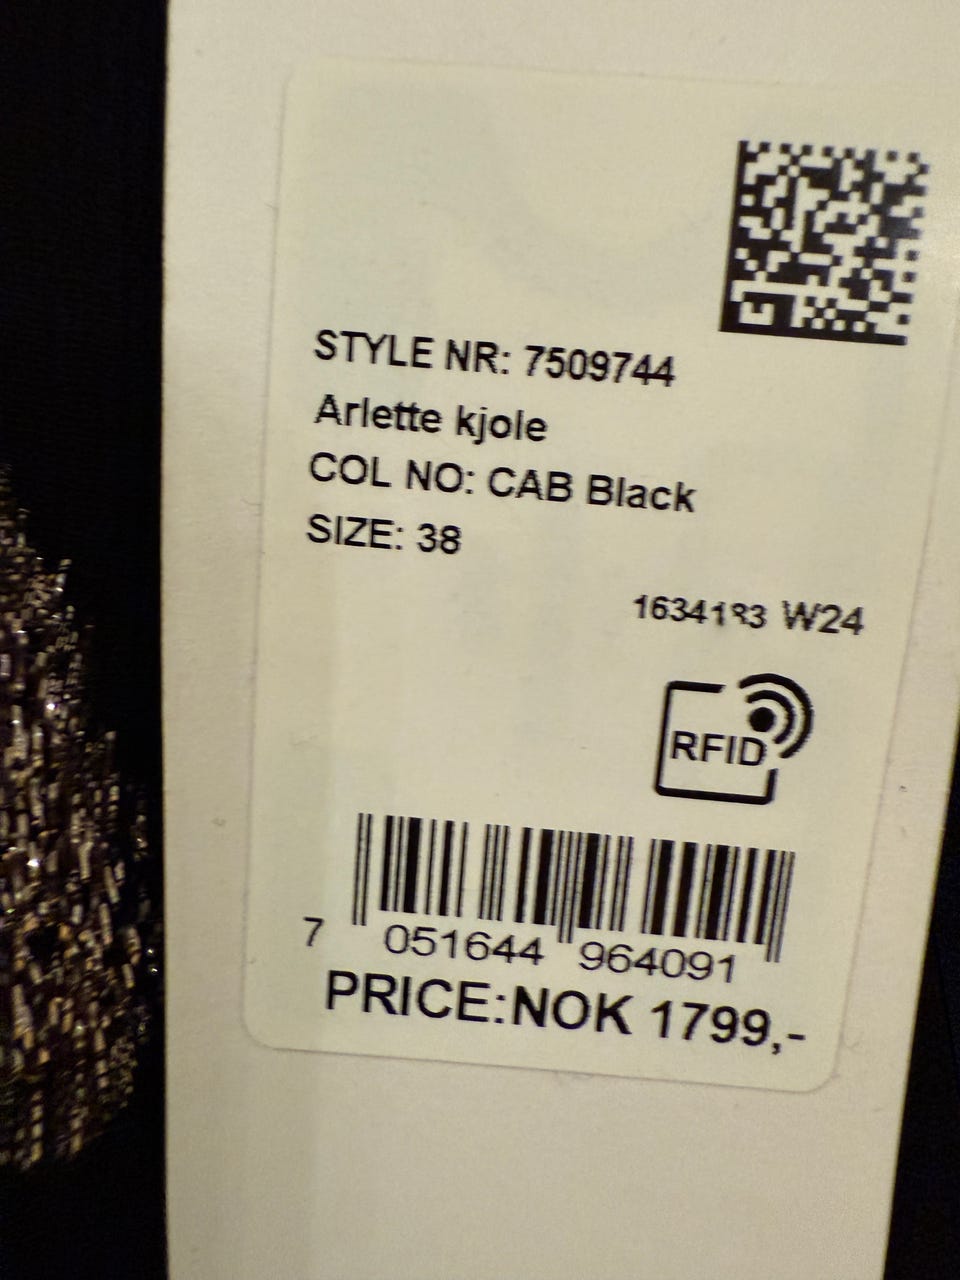 STYLE NR: 7509744
Arlette kjole
COL NO: CAB Black
SIZE: 38
1634183 W24
RFID
7 051644 964091
PRICE:NOK 1799,-